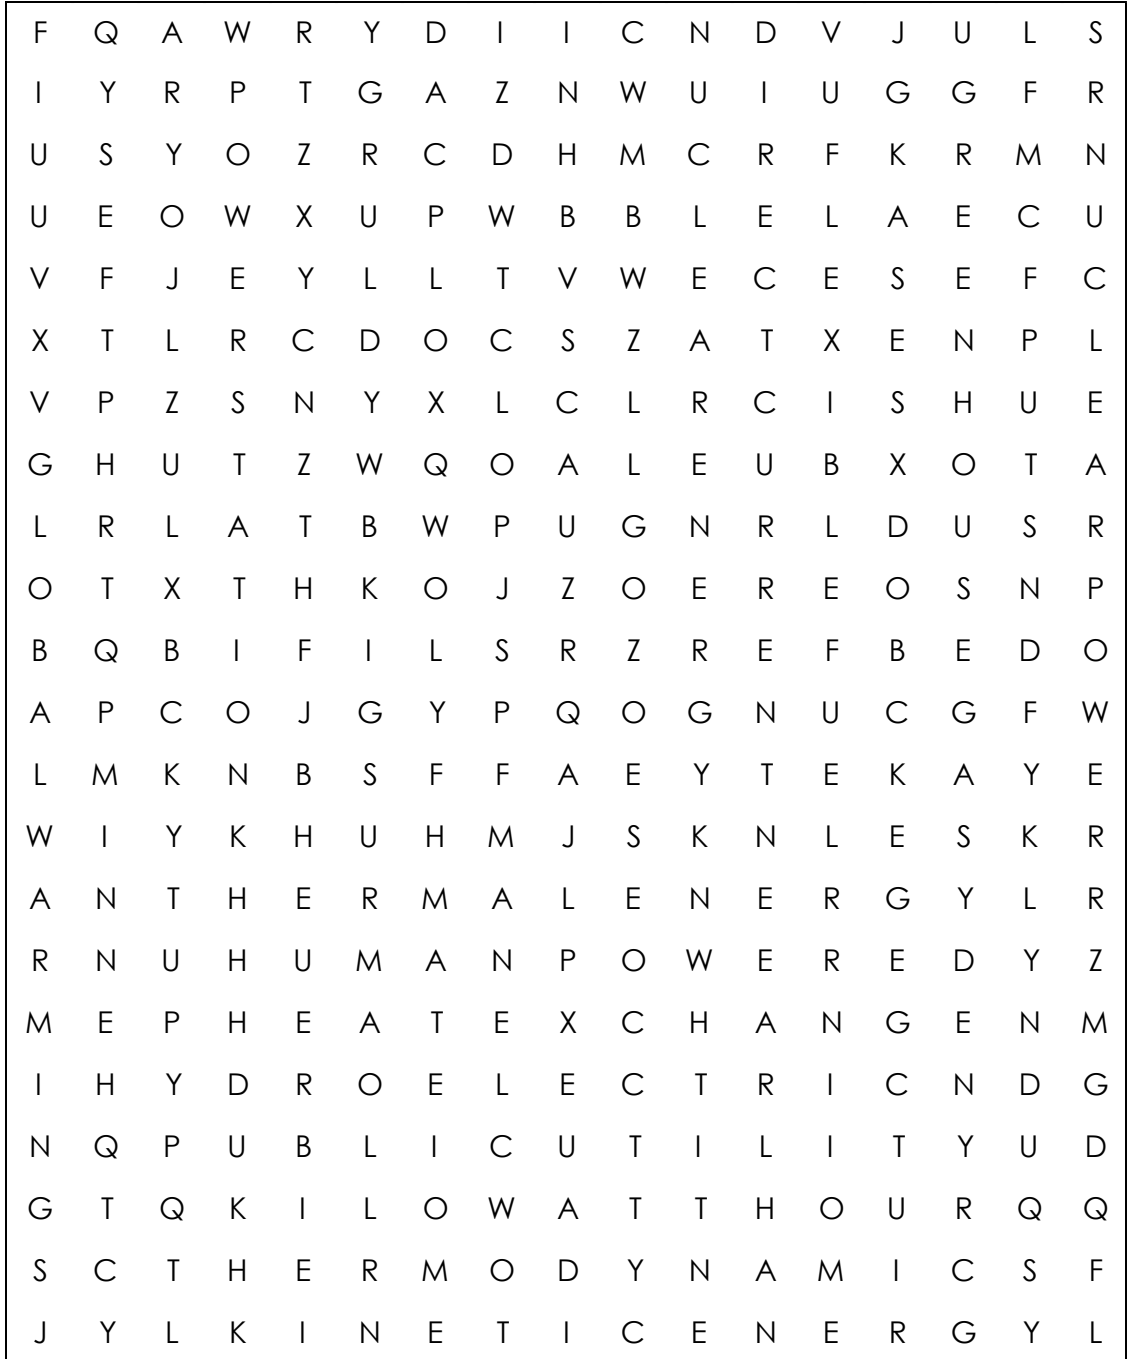 F Q A W R Y D I I C N D V J U L S
I Y R P T G A Z N W U I U G G F R
U S Y O Z R C D H M C R F K R M N
U E O W X U P W B B L E L A E C U
V F J E Y L L T V W E C E S E F C
X T L R C D O C S Z A T X E N P L
V P Z S N Y X L C L R C I S H U E
G H U T Z W Q O A L E U B X O T A
L R L A T B W P U G N R L D U S R
O T X T H K O J Z O E R E O S N P
B Q B I F I L S R Z R E F B E D O
A P C O J G Y P Q O G N U C G F W
L M K N B S F F A E Y T E K A Y E
W I Y K H U H M J S K N L E S K R
A N T H E R M A L E N E R G Y L R
R N U H U M A N P O W E R E D Y Z
M E P H E A T E X C H A N G E N M
I H Y D R O E L E C T R I C N D G
N Q P U B L I C U T I L I T Y U D
G T Q K I L O W A T T H O U R Q Q
S C T H E R M O D Y N A M I C S F
J Y L K I N E T I C E N E R G Y L